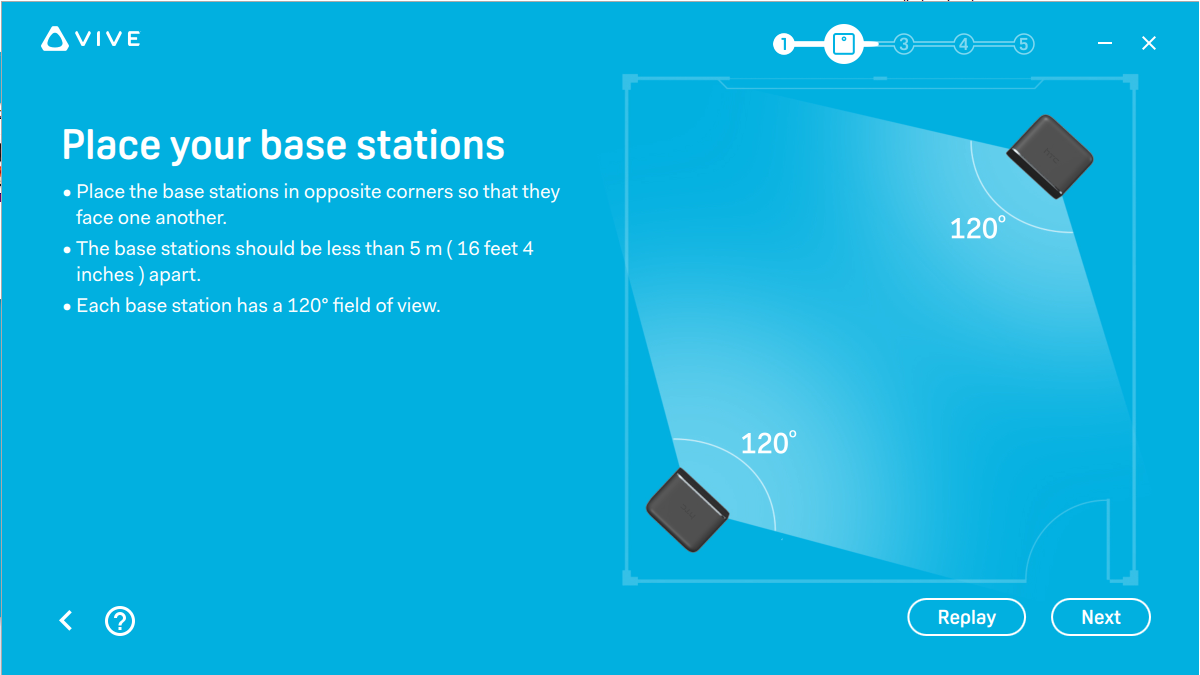 VIVE
1 3 4 5
Place your base stations
• Place the base stations in opposite corners so that they
face one another.
• The base stations should be less than 5 m ( 16 feet 4
inches ) apart.
• Each base station has a 120° field of view.
120°
120°
?
Replay
Next